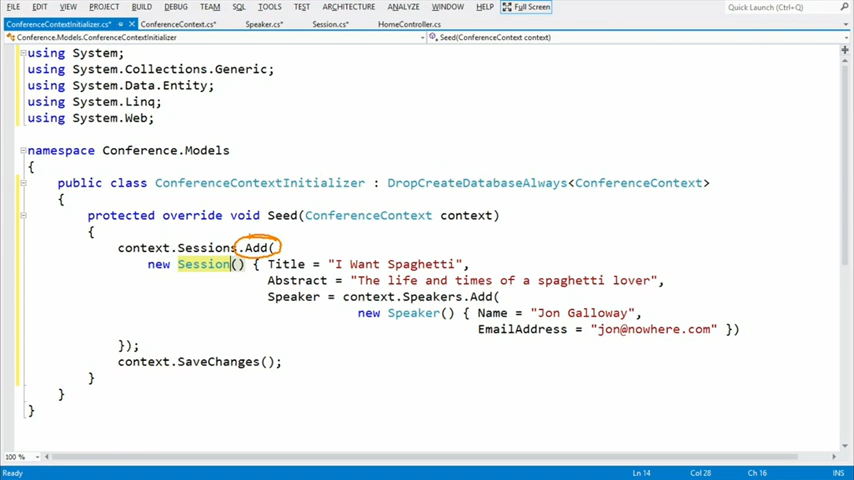 FILE EDIT VIEW PROJECT BUILD DEBUG TEAM SQL TOOLS TEST ARCHITECTURE ANALYZE WINDOW HELP Full Screen Quick Launch (Ctrl+Q)
ConferenceContextInitializer.cs* ConferenceContext.cs* Speaker.cs* Session.cs* HomeController.cs
Conference.Models.ConferenceContextInitializer Seed(ConferenceContext context)
using System;
using System.Collections.Generic;
using System.Data.Entity;
using System.Linq;
using System.Web;
namespace Conference.Models
{
public class ConferenceContextInitializer : DropCreateDatabaseAlways<ConferenceContext>
{
protected override void Seed(ConferenceContext context)
{
context.Sessions.Add(
new Session() { Title = "I Want Spaghetti",
Abstract = "The life and times of a spaghetti lover",
Speaker = context.Speakers.Add(
new Speaker() { Name = "Jon Galloway",
EmailAddress = "jon@nowhere.com" })
});
context.SaveChanges();
}
}
}
100 %
Ready Ln 14 Col 28 Ch 16 INS